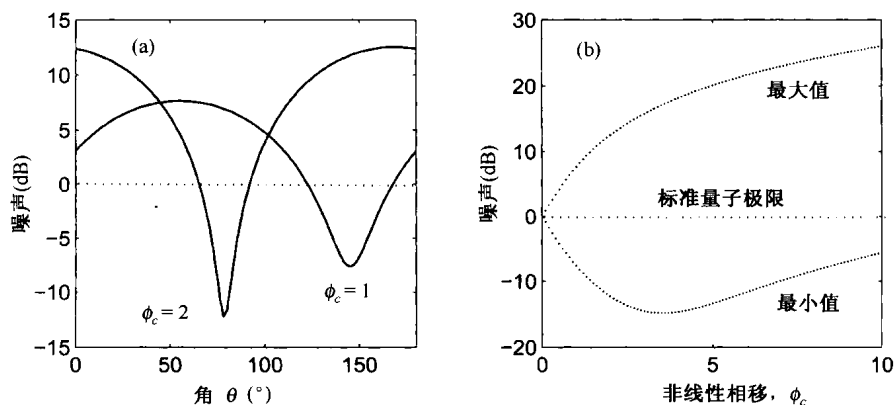 15
10
5
0
−5
−10
−15
噪声(dB)
(a)
ϕc = 2
ϕc = 1
0
50
100
150
角 θ (°)
30
20
10
0
−10
−20
噪声(dB)
(b)
最大值
标准量子极限
最小值
0
5
10
非线性相移，ϕc